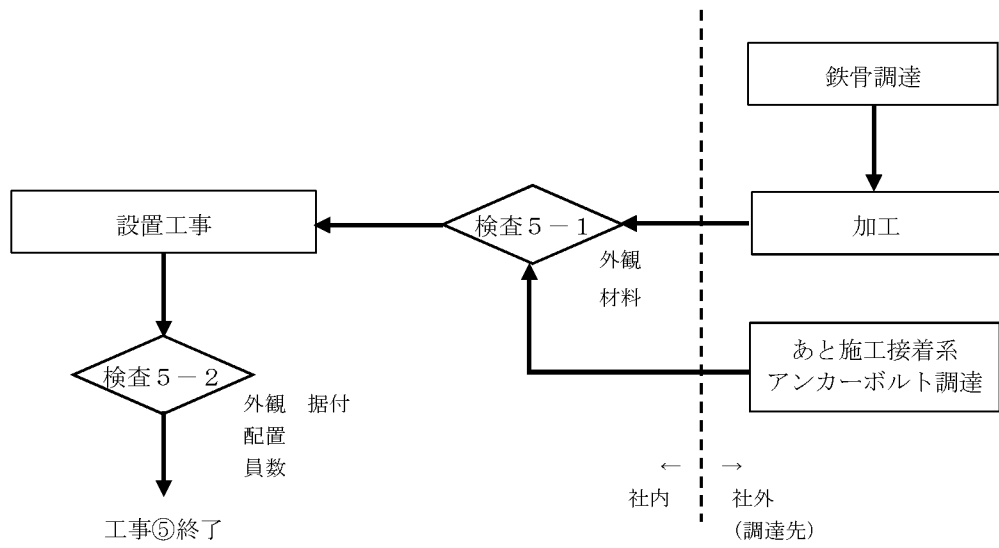 鉄骨調達
設置工事
検査５－１
加工
外観
材料
あと施工接着系
アンカーボルト調達
検査５－２
外観　据付
配置
員数
←
→
社内
社外
（調達先）
工事⑤終了